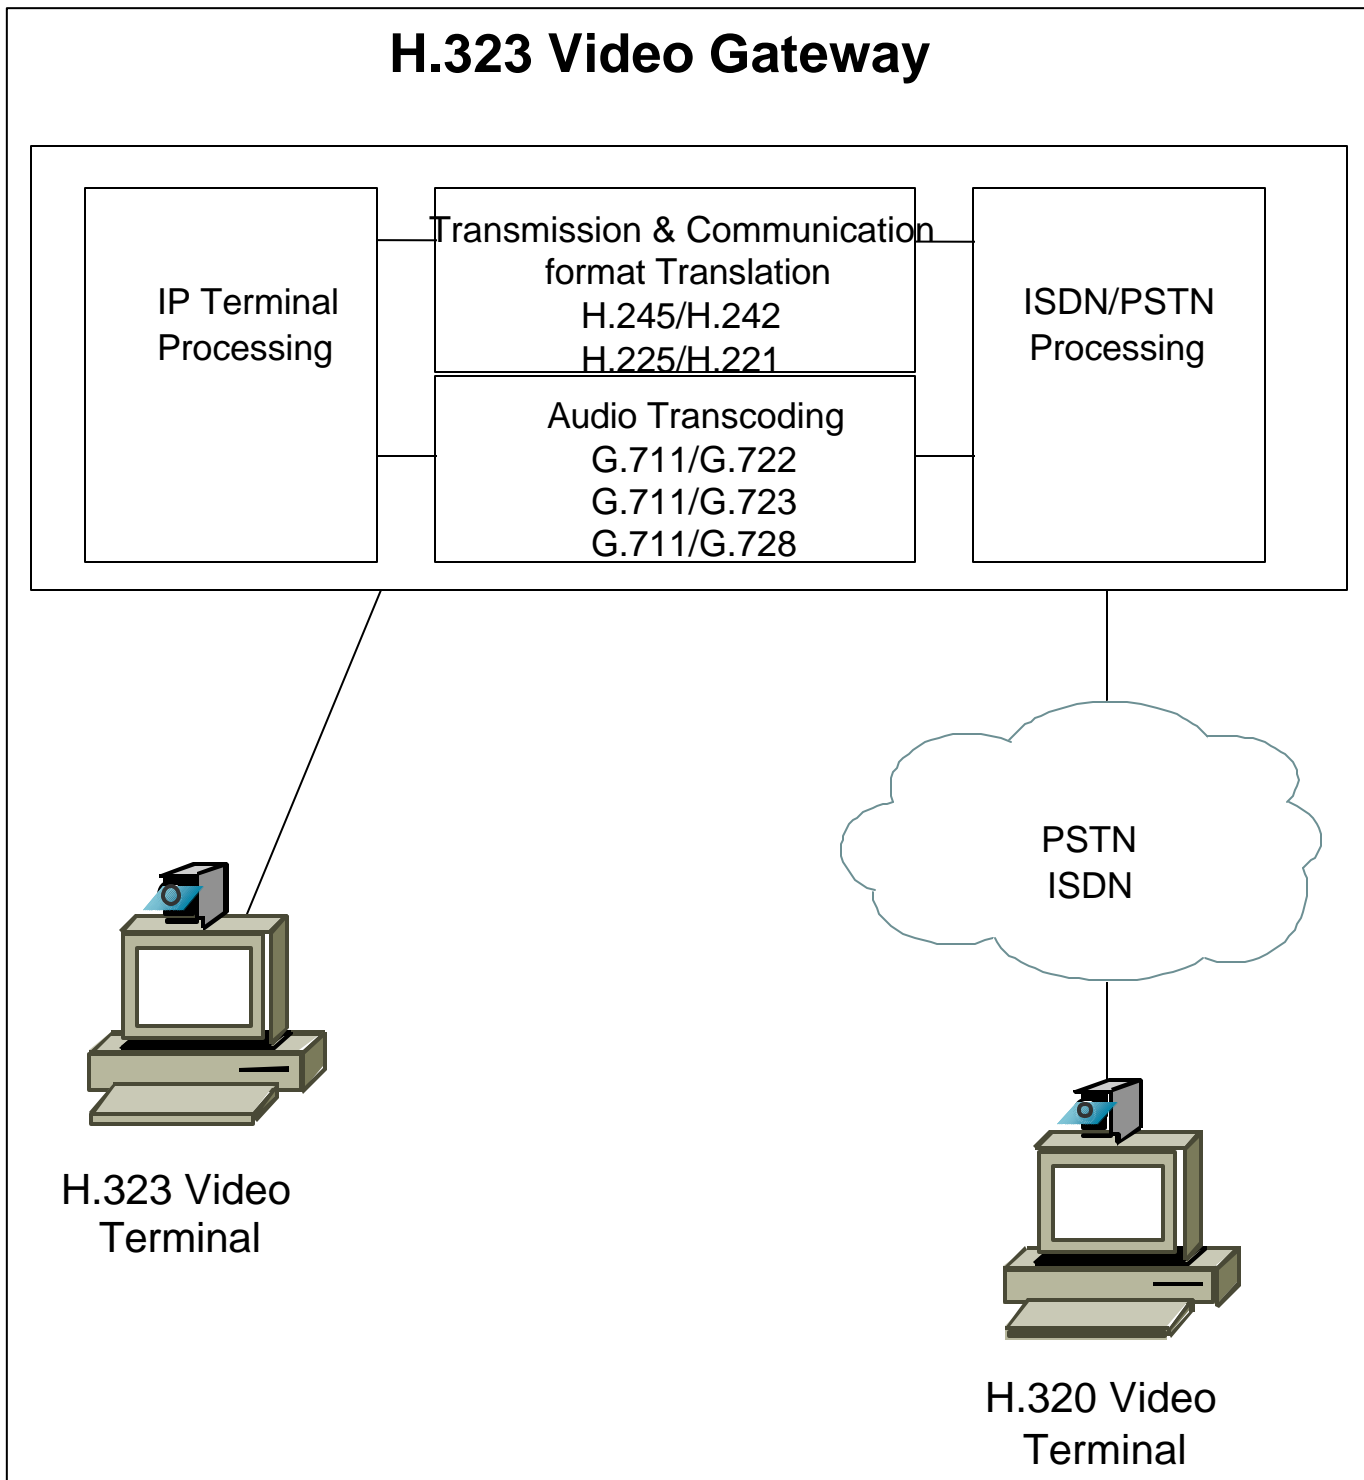 H.323 Video Gateway
IP Terminal
Processing
Transmission & Communication
format Translation
H.245/H.242
H.225/H.221
Audio Transcoding
G.711/G.722
G.711/G.723
G.711/G.728
ISDN/PSTN
Processing
PSTN
ISDN
H.323 Video
Terminal
H.320 Video
Terminal